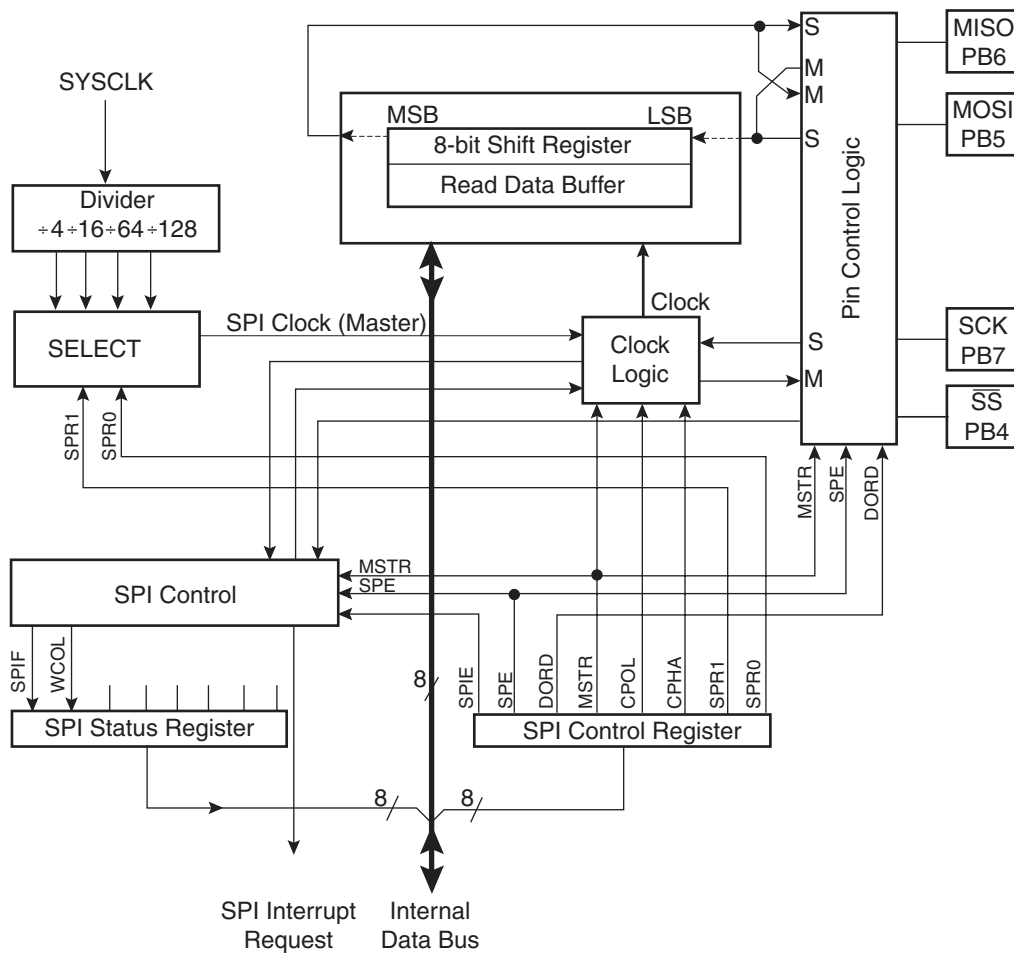 SYSCLK
Divider
÷4÷16÷64÷128
SELECT
SPR1
SPR0
SPI Clock (Master)
MSB
LSB
8-bit Shift Register
Read Data Buffer
Clock
Clock
Logic
S
M
M
S
S
M
Pin Control Logic
MISO
PB6
MOSI
PB5
SCK
PB7
SS
PB4
MSTR
SPE
DORD
MSTR
SPE
SPI Control
SPIF
WCOL
SPI Status Register
8
SPIE
SPE
DORD
MSTR
CPOL
CPHA
SPR1
SPR0
SPI Control Register
8
8
SPI Interrupt
Request
Internal
Data Bus